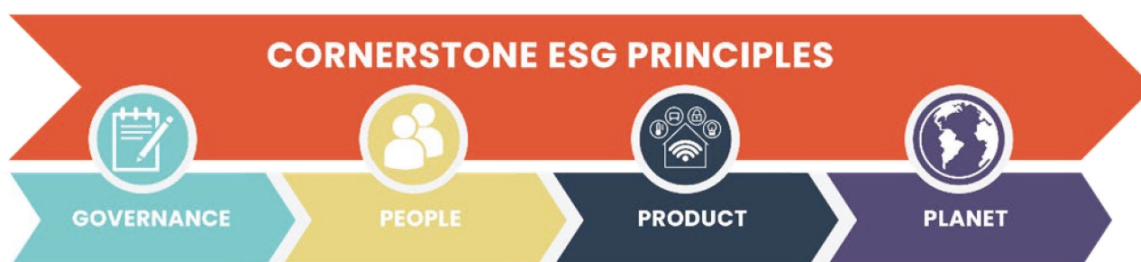 CORNERSTONE ESG PRINCIPLES
GOVERNANCE
PEOPLE
PRODUCT
PLANET